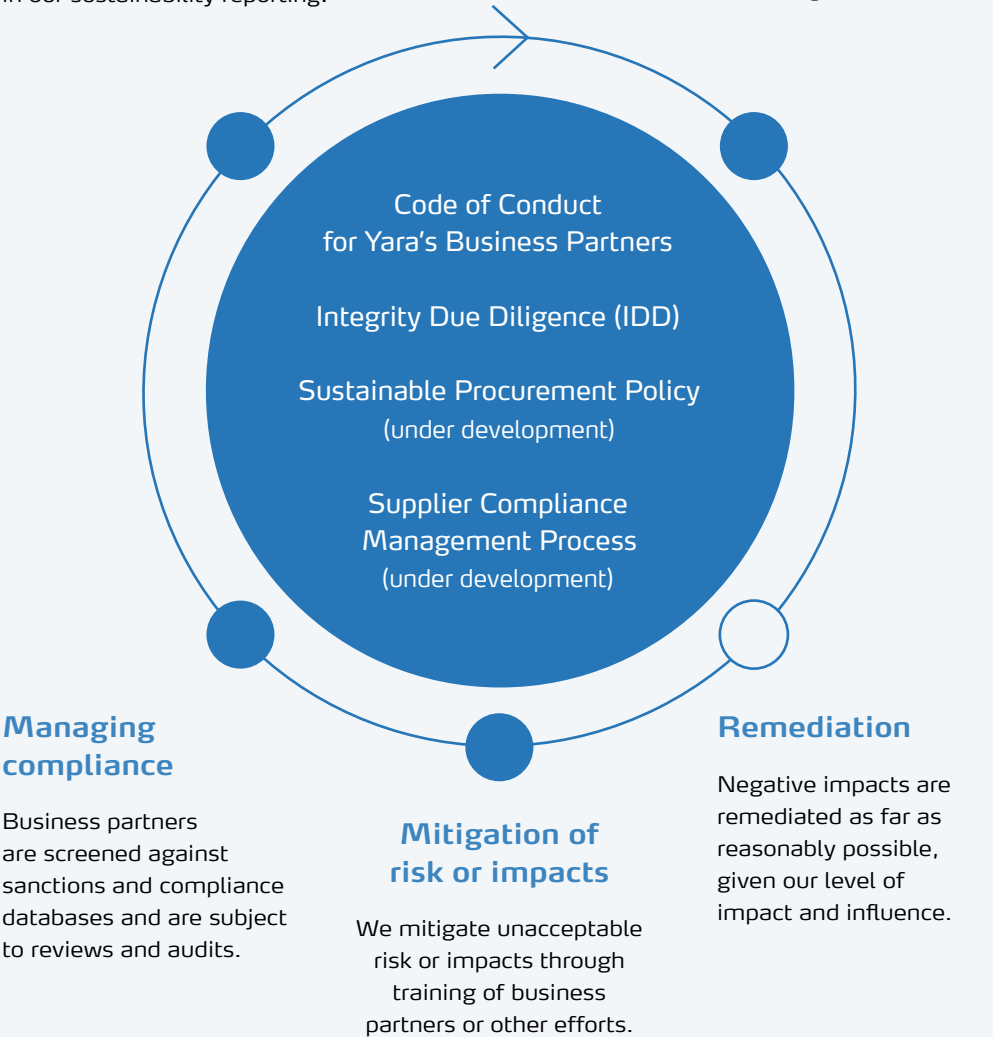 in our sustainability reporting.
Code of Conduct
for Yara’s Business Partners
Integrity Due Diligence (IDD)
Sustainable Procurement Policy
(under development)
Supplier Compliance
Management Process
(under development)
Managing
compliance
Business partners
are screened against
sanctions and compliance
databases and are subject
to reviews and audits.
Mitigation of
risk or impacts
We mitigate unacceptable
risk or impacts through
training of business
partners or other efforts.
Remediation
Negative impacts are
remediated as far as
reasonably possible,
given our level of
impact and influence.